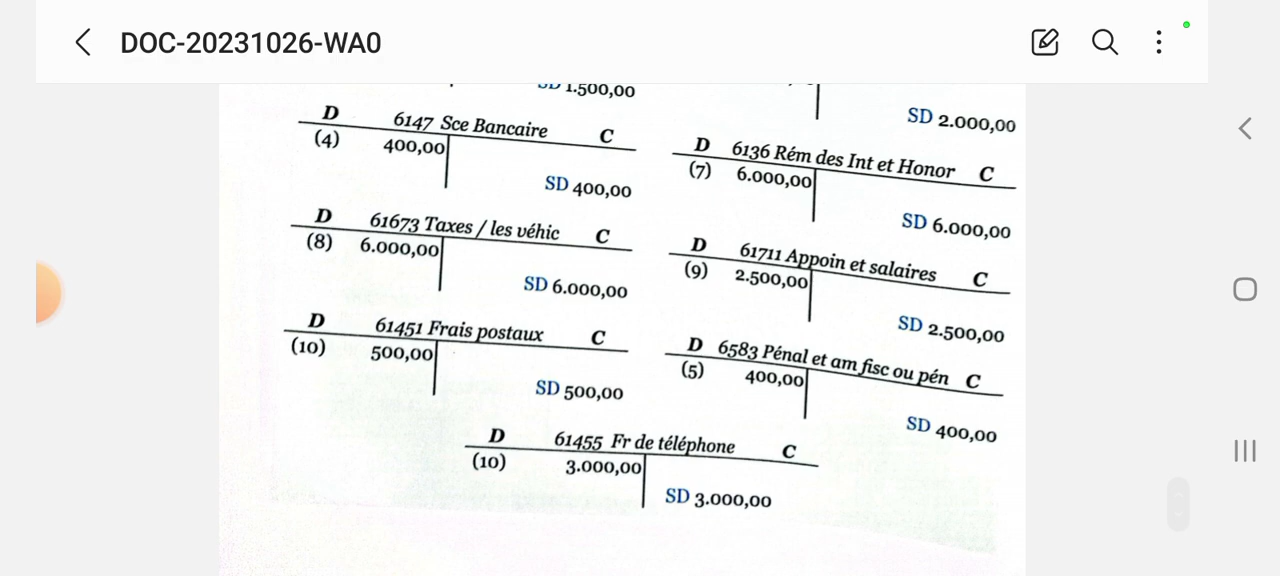 DOC-20231026-WA0
SD 1.500,00
SD 2.000,00
D 6147 Sce Bancaire C
(4) 400,00
SD 400,00
D 6136 Rém des Int et Honor C
(7) 6.000,00
SD 6.000,00
D 61673 Taxes / les véhic C
(8) 6.000,00
SD 6.000,00
D 61711 Appoin et salaires C
(9) 2.500,00
SD 2.500,00
D 61451 Frais postaux C
(10) 500,00
SD 500,00
D 6583 Pénal et am fisc ou pén C
(5) 400,00
SD 400,00
D 61455 Fr de téléphone C
(10) 3.000,00
SD 3.000,00